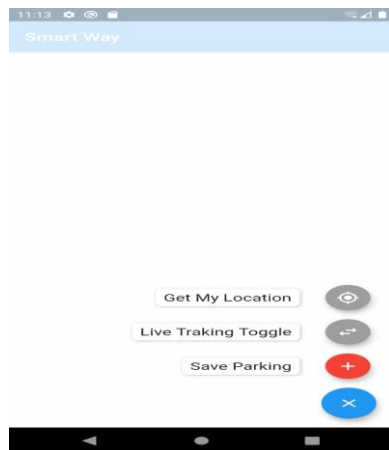 11:13
Smart Way
Get My Location
Live Traking Toggle
Save Parking